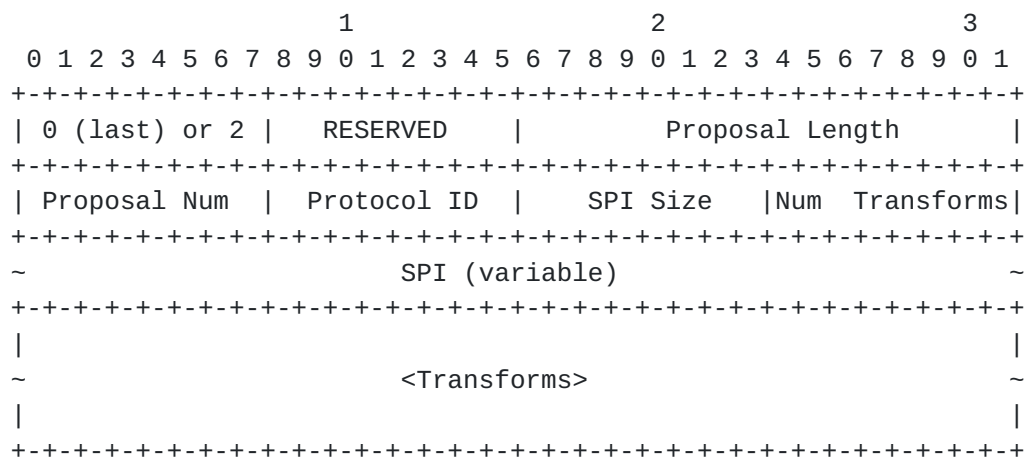 1                   2                   3
 0 1 2 3 4 5 6 7 8 9 0 1 2 3 4 5 6 7 8 9 0 1 2 3 4 5 6 7 8 9 0 1
+-+-+-+-+-+-+-+-+-+-+-+-+-+-+-+-+-+-+-+-+-+-+-+-+-+-+-+-+-+-+-+-+
| 0 (last) or 2 |   RESERVED    |         Proposal Length       |
+-+-+-+-+-+-+-+-+-+-+-+-+-+-+-+-+-+-+-+-+-+-+-+-+-+-+-+-+-+-+-+-+
| Proposal Num  |  Protocol ID  |    SPI Size   |Num  Transforms|
+-+-+-+-+-+-+-+-+-+-+-+-+-+-+-+-+-+-+-+-+-+-+-+-+-+-+-+-+-+-+-+-+
~                        SPI (variable)                         ~
+-+-+-+-+-+-+-+-+-+-+-+-+-+-+-+-+-+-+-+-+-+-+-+-+-+-+-+-+-+-+-+-+
|                                                               |
~                        <Transforms>                           ~
|                                                               |
+-+-+-+-+-+-+-+-+-+-+-+-+-+-+-+-+-+-+-+-+-+-+-+-+-+-+-+-+-+-+-+-+